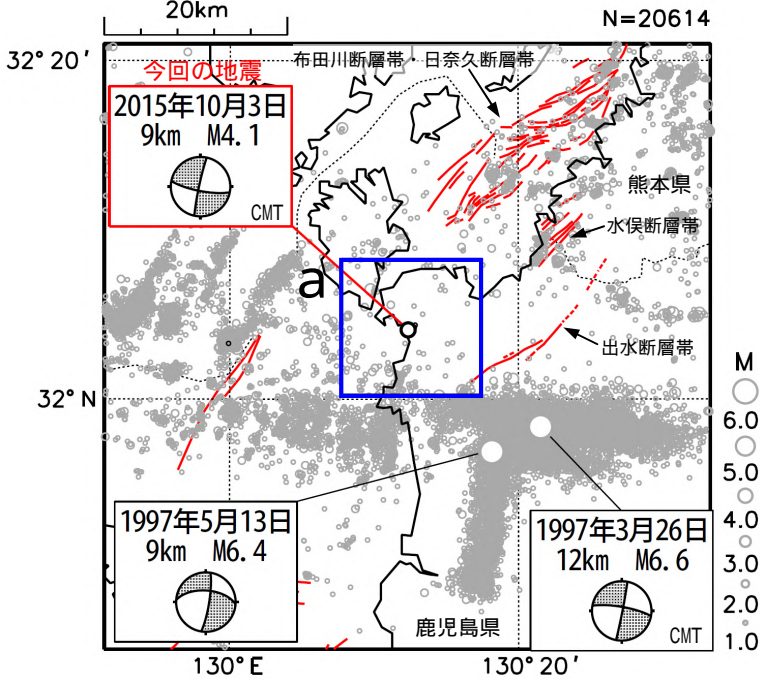 20km
N=20614
32°20′
布田川断層帯・日奈久断層帯
今回の地震
2015年10月3日
9km M4.1
CMT
熊本県
水俣断層帯
a
出水断層帯
32°N
M
6.0
5.0
4.0
3.0
2.0
1.0
1997年5月13日
9km M6.4
1997年3月26日
12km M6.6
CMT
鹿児島県
130°E
130°20′